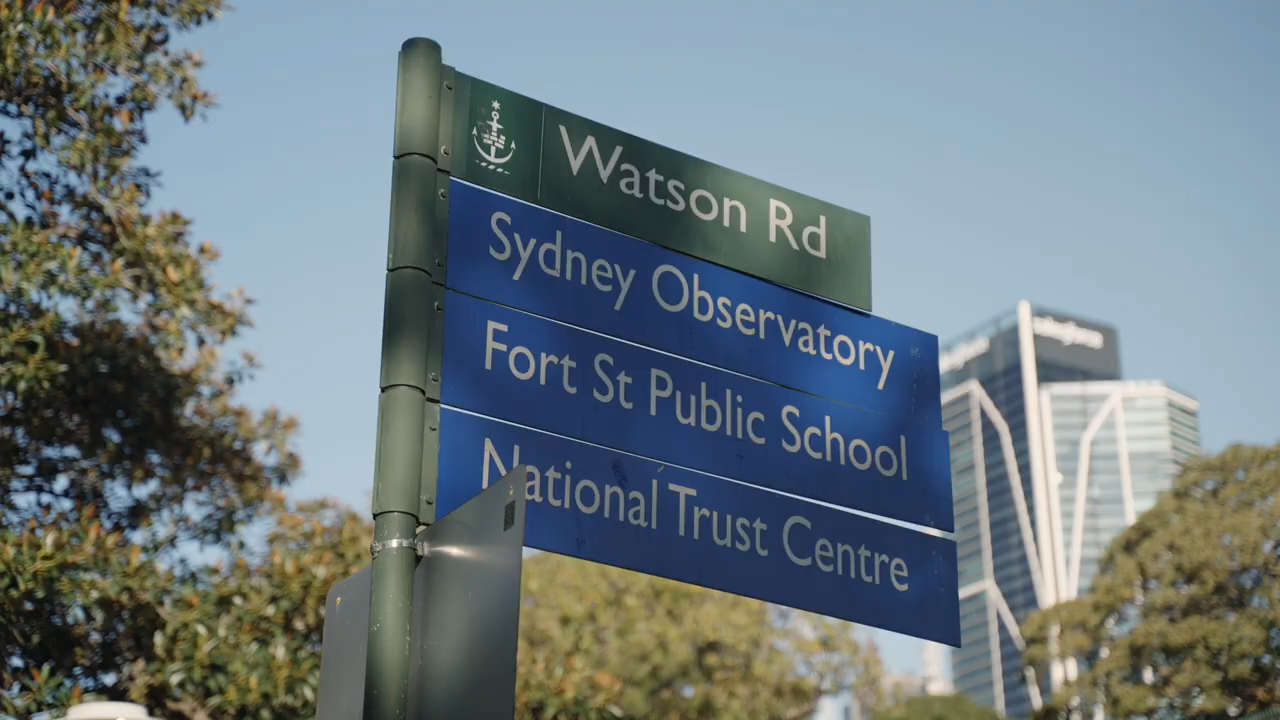 Watson Rd
Sydney Observatory
Fort St Public School
National Trust Centre